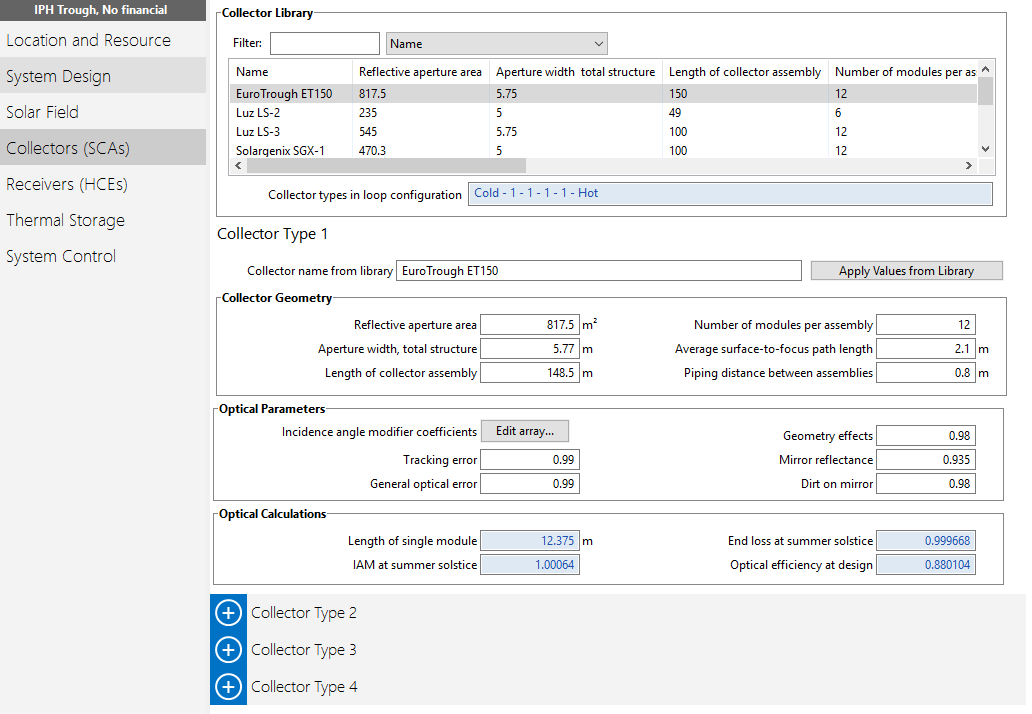 IPH Trough, No financial
Location and Resource
System Design
Solar Field
Collectors (SCAs)
Receivers (HCEs)
Thermal Storage
System Control
Collector Library
Filter: Name
Name Reflective aperture area Aperture width total structure Length of collector assembly Number of modules per as
EuroTrough ET150 817.5 5.75 150 12
Luz LS-2 235 5 49 6
Luz LS-3 545 5.75 100 12
Solargenix SGX-1 470.3 5 100 12
Collector types in loop configuration Cold - 1 - 1 - 1 - 1 - Hot
Collector Type 1
Collector name from library EuroTrough ET150 Apply Values from Library
Collector Geometry
Reflective aperture area 817.5 m² Number of modules per assembly 12
Aperture width, total structure 5.77 m Average surface-to-focus path length 2.1 m
Length of collector assembly 148.5 m Piping distance between assemblies 0.8 m
Optical Parameters
Incidence angle modifier coefficients Edit array... Geometry effects 0.98
Tracking error 0.99 Mirror reflectance 0.935
General optical error 0.99 Dirt on mirror 0.98
Optical Calculations
Length of single module 12.375 m End loss at summer solstice 0.999668
IAM at summer solstice 1.00064 Optical efficiency at design 0.880104
Collector Type 2
Collector Type 3
Collector Type 4